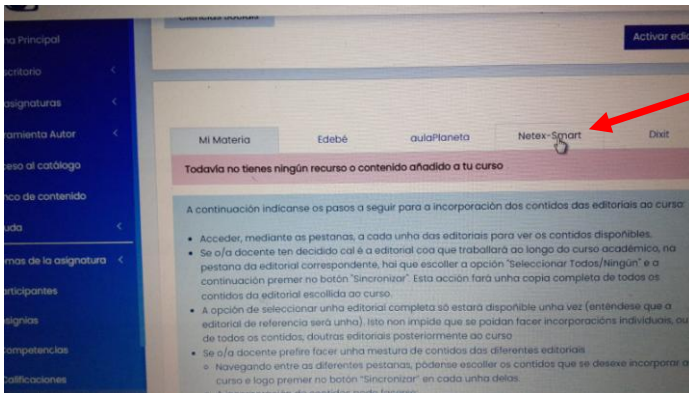 Ciencias Sociais
Activar edic
na Principal
scritorio
asignaturas
ramienta Autor
ceso al catálogo
nco de contenido
uda
mas de la asignatura
articipantes
signias
ompetencias
Calificaciones
Mi Materia
Edebé
aulaPlaneta
Netex-Smart
Dixit
Todavía no tienes ningún recurso o contenido añadido a tu curso
A continuación indícanse os pasos a seguir para a incorporación dos contidos das editoriais ao curso:
Acceder, mediante as pestanas, a cada unha das editoriais para ver os contidos dispoñibles.
Se o/a docente ten decidido cal é a editorial coa que traballará ao longo do curso académico, na
pestana da editorial correspondente, hai que escoller a opción "Seleccionar Todos/Ningún" e a
continuación premer no botón "Sincronizar". Esta acción fará unha copia completa de todos os
contidos da editorial escollida ao curso.
A opción de seleccionar unha editorial completa só estará dispoñible unha vez (enténdese que a
editorial de referencia será unha). Isto non impide que se poidan facer incorporacións individuais, ou
de todos os contidos, doutras editoriais posteriormente ao curso
Se o/a docente prefire facer unha mestura de contidos das diferentes editoriais
Navegando entre as diferentes pestanas, pódense escoller os contidos que se desexe incorporar a
curso e logo premer no botón "Sincronizar" en cada unha delas.